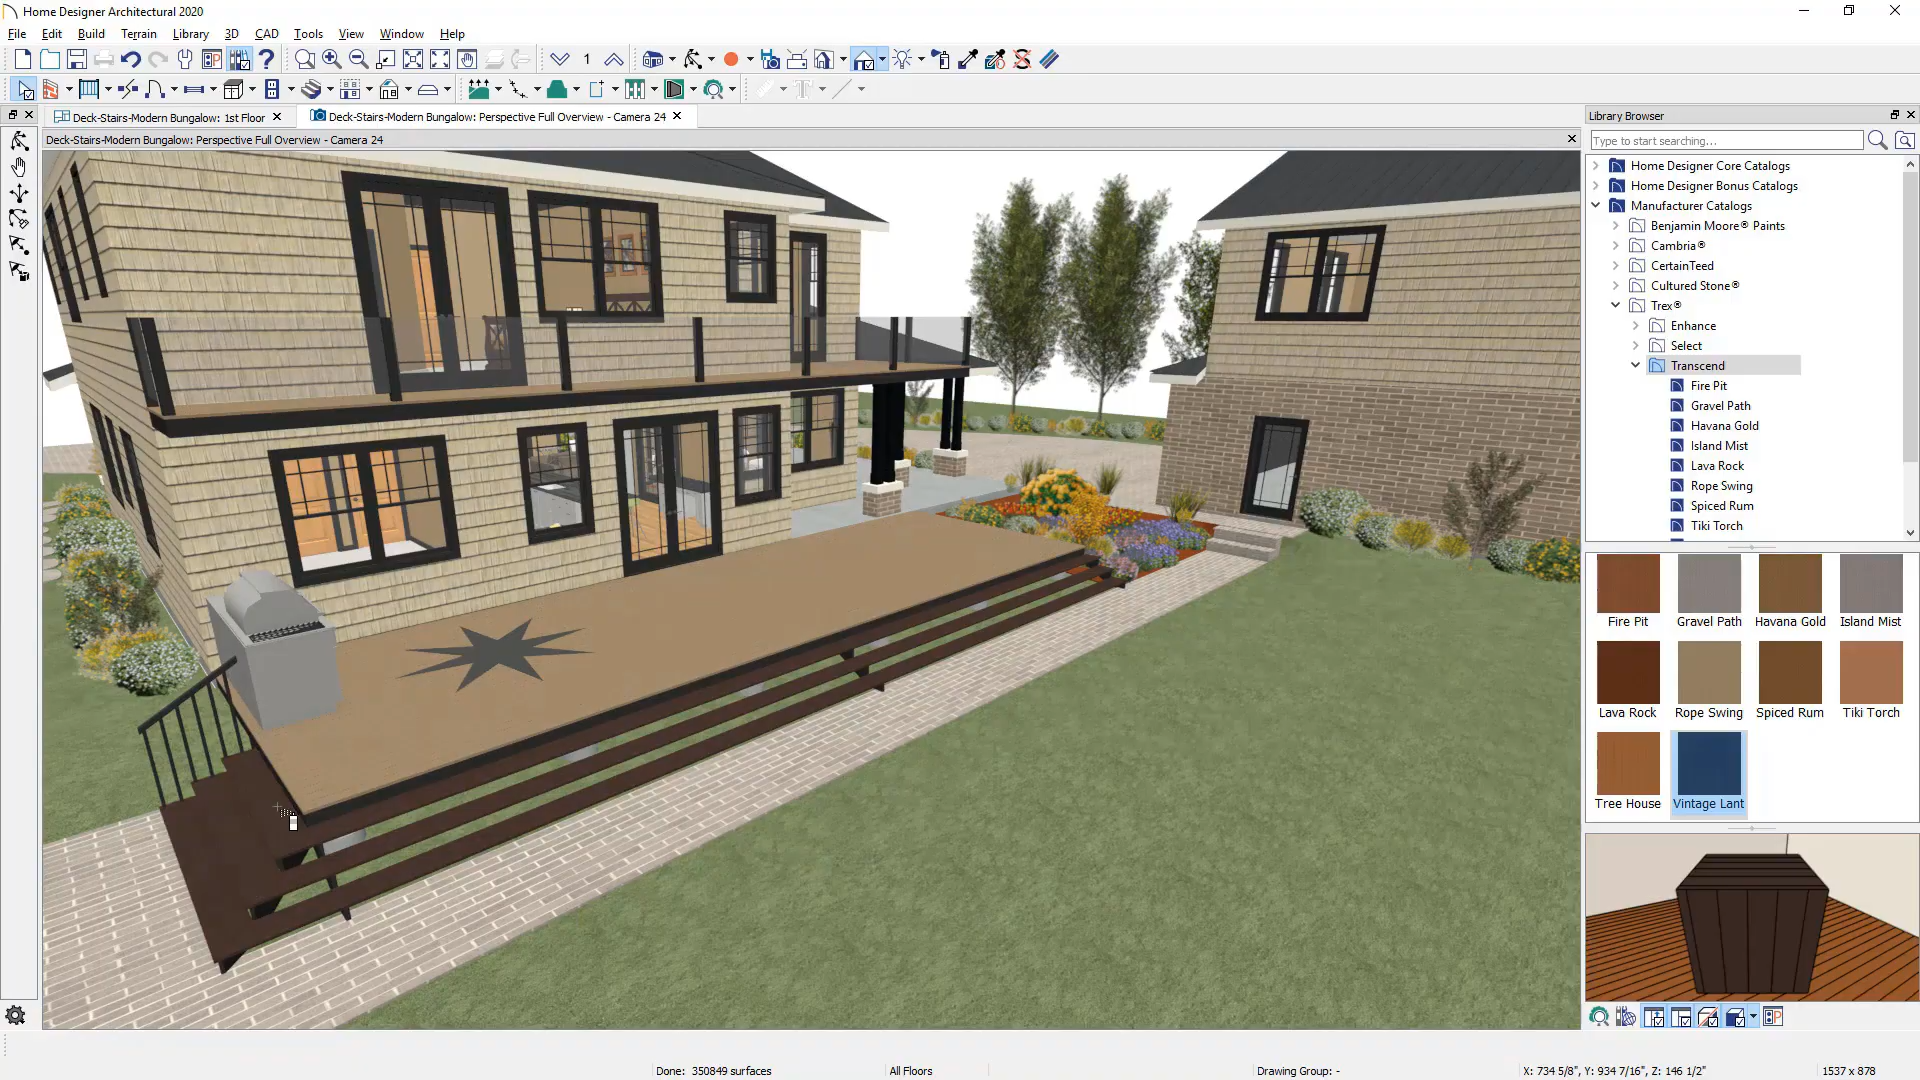 Home Designer Architectural 2020
File Edit Build Terrain Library 3D CAD Tools View Window Help
1
Deck-Stairs-Modern Bungalow: 1st Floor
Deck-Stairs-Modern Bungalow: Perspective Full Overview - Camera 24
Deck-Stairs-Modern Bungalow: Perspective Full Overview - Camera 24
Library Browser
Type to start searching...
Home Designer Core Catalogs
Home Designer Bonus Catalogs
Manufacturer Catalogs
Benjamin Moore® Paints
Cambria®
CertainTeed
Cultured Stone®
Trex®
Enhance
Select
Transcend
Fire Pit
Gravel Path
Havana Gold
Island Mist
Lava Rock
Rope Swing
Spiced Rum
Tiki Torch
Fire Pit Gravel Path Havana Gold Island Mist
Lava Rock Rope Swing Spiced Rum Tiki Torch
Tree House Vintage Lant
Done: 350849 surfaces All Floors Drawing Group: - X: 734 5/8", Y: 934 7/16", Z: 146 1/2" 1537 x 878